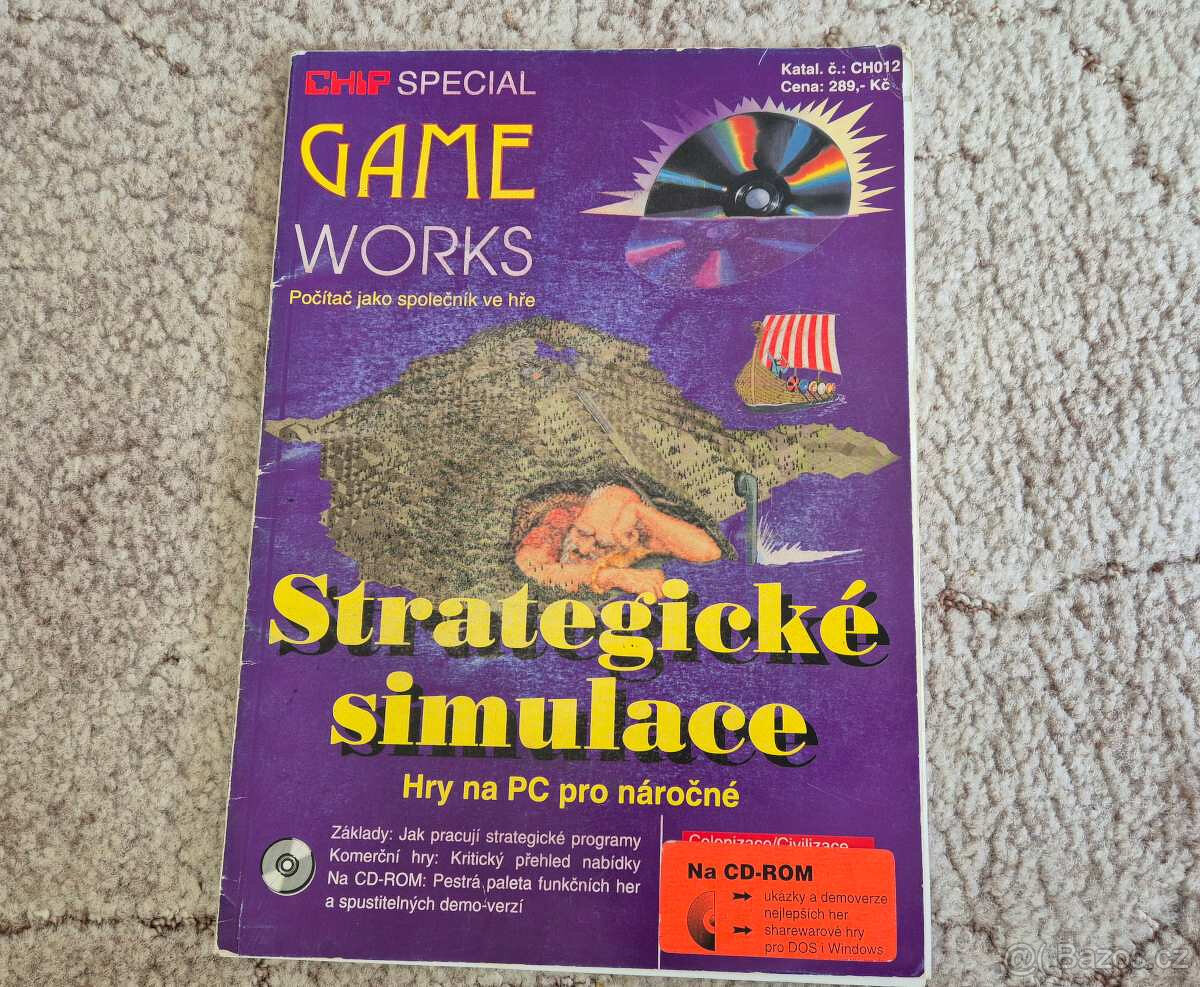 CHIP SPECIAL
Katal. č.: CH012
Cena: 289,- Kč
GAME
WORKS
Počítač jako společník ve hře
Strategické
simulace
Hry na PC pro náročné
Základy: Jak pracují strategické programy
Komerční hry: Kritický přehled nabídky
Na CD-ROM: Pestrá paleta funkčních her
a spustitelných demo-verzí
Colonizace/Civilizace
Na CD-ROM
ukázky a demoverze
nejlepších her
sharewarové hry
pro DOS i Windows
Bazos.cz